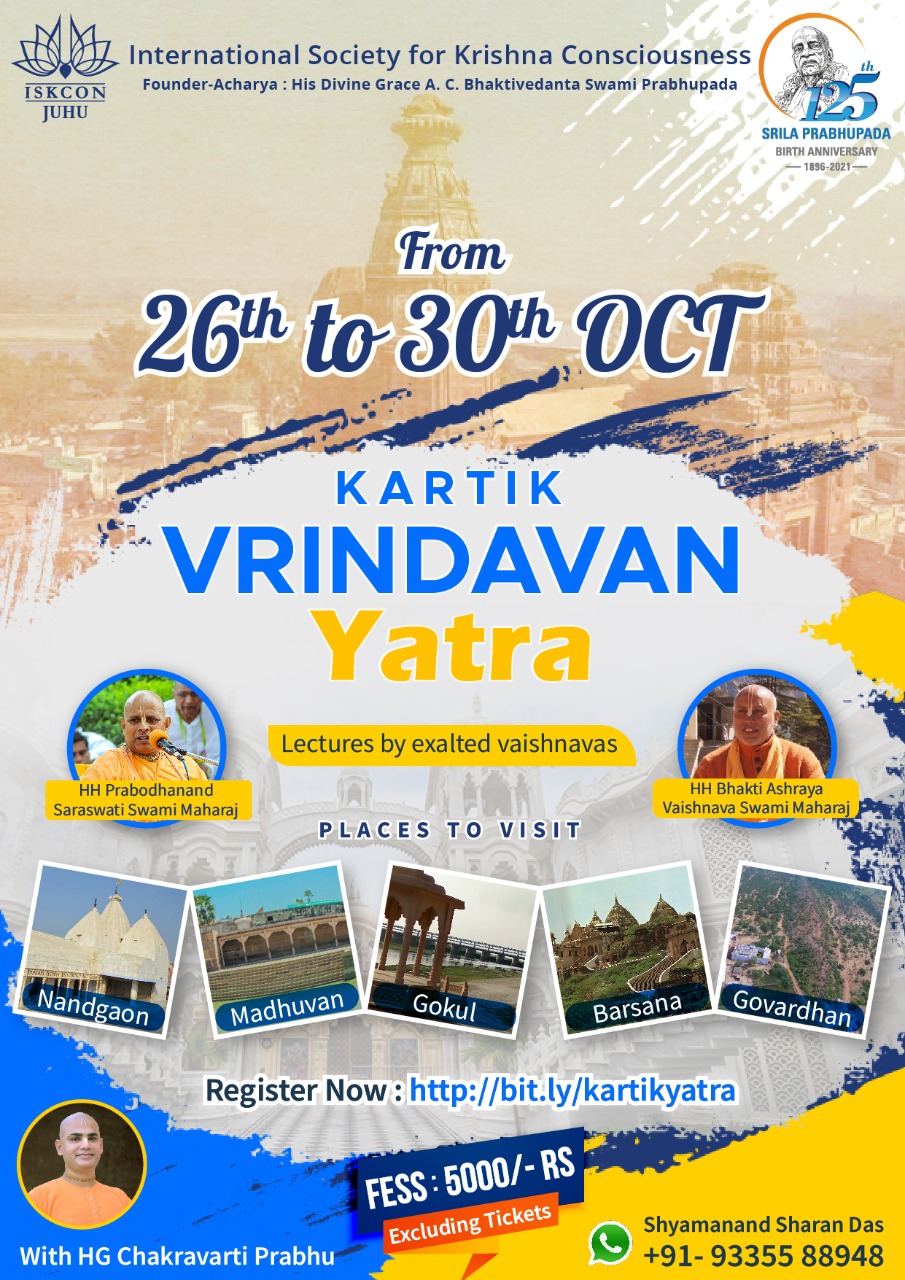 International Society for Krishna Consciousness
Founder-Acharya : His Divine Grace A. C. Bhaktivedanta Swami Prabhupada
ISKCON
JUHU
125th
SRILA PRABHUPADA
BIRTH ANNIVERSARY
1896-2021
From
26th to 30th OCT
KARTIK
VRINDAVAN
Yatra
Lectures by exalted vaishnavas
HH Prabodhanand
Saraswati Swami Maharaj
HH Bhakti Ashraya
Vaishnava Swami Maharaj
PLACES TO VISIT
Nandgaon
Madhuvan
Gokul
Barsana
Govardhan
Register Now : http://bit.ly/kartikyatra
FESS : 5000/- RS
Excluding Tickets
With HG Chakravarti Prabhu
Shyamanand Sharan Das
+91- 93355 88948